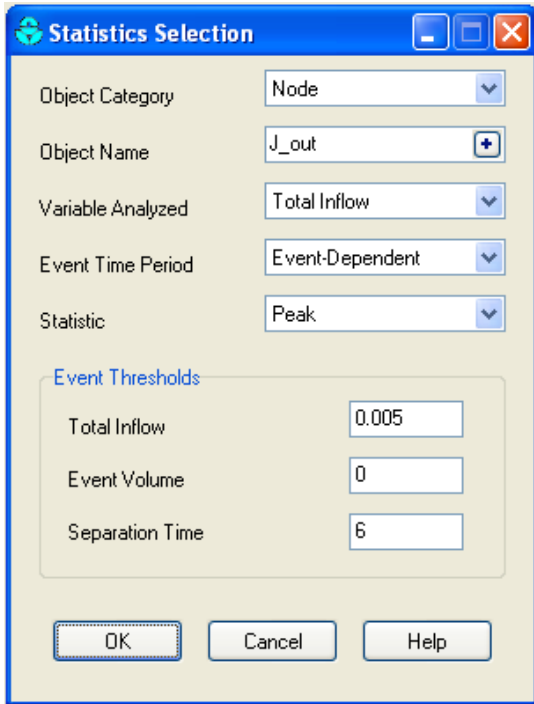 Statistics Selection
Object Category Node
Object Name J_out
Variable Analyzed Total Inflow
Event Time Period Event-Dependent
Statistic Peak
Event Thresholds
Total Inflow 0.005
Event Volume 0
Separation Time 6
OK Cancel Help